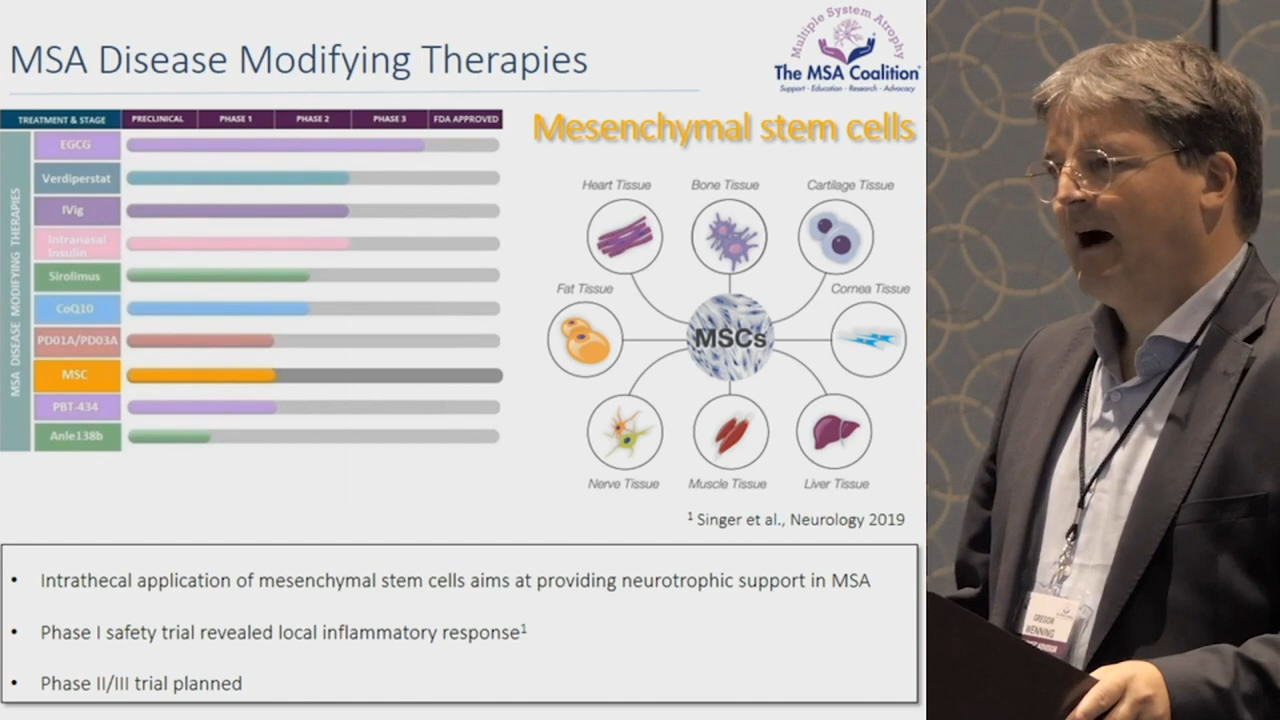 MSA Disease Modifying Therapies
Multiple System Atrophy
The MSA Coalition®
Support · Education · Research · Advocacy
TREATMENT & STAGE PRECLINICAL PHASE 1 PHASE 2 PHASE 3 FDA APPROVED
MSA DISEASE MODIFYING THERAPIES
EGCG
Verdiperstat
IVig
Intranasal
Insulin
Sirolimus
CoQ10
PD01A/PD03A
MSC
PBT-434
Anle138b
Mesenchymal stem cells
Heart Tissue Bone Tissue Cartilage Tissue
Fat Tissue Cornea Tissue
MSCs
Nerve Tissue Muscle Tissue Liver Tissue
¹ Singer et al., Neurology 2019
• Intrathecal application of mesenchymal stem cells aims at providing neurotrophic support in MSA
• Phase I safety trial revealed local inflammatory response¹
• Phase II/III trial planned
GREGOR
WENNING